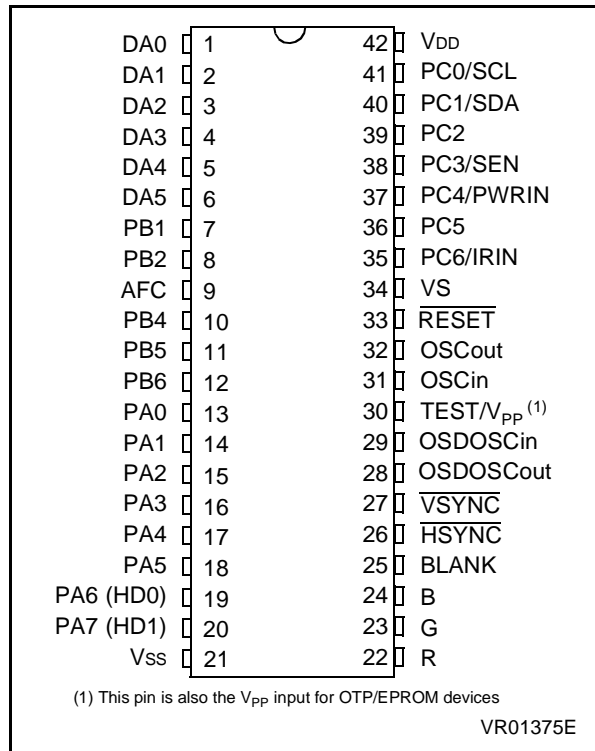 DA0 1 42 VDD
DA1 2 41 PC0/SCL
DA2 3 40 PC1/SDA
DA3 4 39 PC2
DA4 5 38 PC3/SEN
DA5 6 37 PC4/PWRIN
PB1 7 36 PC5
PB2 8 35 PC6/IRIN
AFC 9 34 VS
PB4 10 33 RESET
PB5 11 32 OSCout
PB6 12 31 OSCin
PA0 13 30 TEST/VPP (1)
PA1 14 29 OSDOSCin
PA2 15 28 OSDOSCout
PA3 16 27 VSYNC
PA4 17 26 HSYNC
PA5 18 25 BLANK
PA6 (HD0) 19 24 B
PA7 (HD1) 20 23 G
VSS 21 22 R
(1) This pin is also the VPP input for OTP/EPROM devices
VR01375E